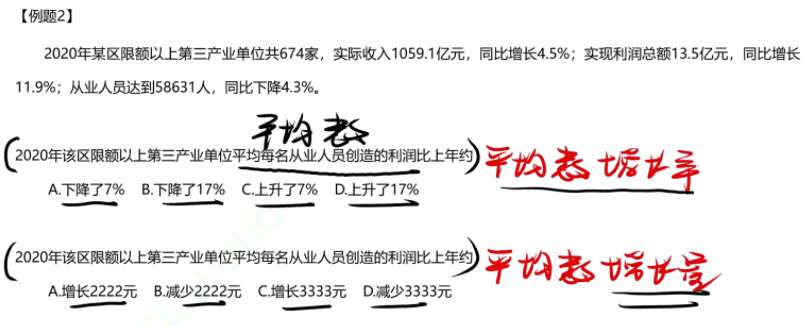 【例题2】
2020年某区限额以上第三产业单位共674家，实际收入1059.1亿元，同比增长4.5%；实现利润总额13.5亿元，同比增长
11.9%；从业人员达到58631人，同比下降4.3%。
平均数
(2020年该区限额以上第三产业单位平均每名从业人员创造的利润比上年约) 平均数增长率
A.下降了7% B.下降了17% C.上升了7% D.上升了17%
(2020年该区限额以上第三产业单位平均每名从业人员创造的利润比上年约) 平均数增长量
A.增长2222元 B.减少2222元 C.增长3333元 D.减少3333元